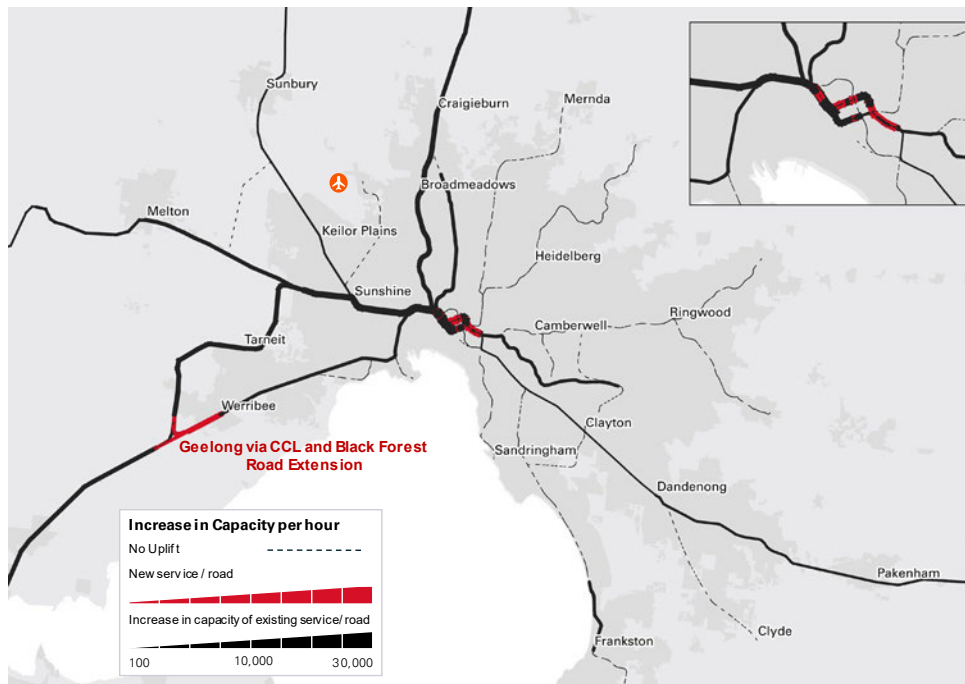 Sunbury
Craigieburn
Mernda
Broadmeadows
Melton
Keilor Plains
Heidelberg
Sunshine
Ringwood
Camberwell
Tarneit
Werribee
Clayton
Geelong via CCL and Black Forest
Road Extension
Sandringham
Dandenong
Pakenham
Clyde
Frankston
Increase in Capacity per hour
No Uplift
New service / road
Increase in capacity of existing service/ road
100 10,000 30,000